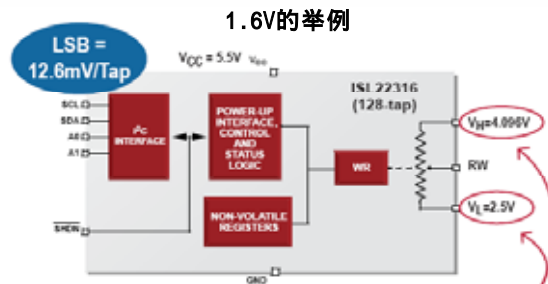 1.6V的举例
LSB =
12.6mV/Tap
VCC = 5.5V
VCC
ISL22316
(128-tap)
SCL
SDA
A0
A1
I²C
INTERFACE
POWER-UP
INTERFACE,
CONTROL
AND
STATUS
LOGIC
WR
VH=4.096V
RW
VL=2.5V
NON-VOLATILE
REGISTERS
SHDN
GND